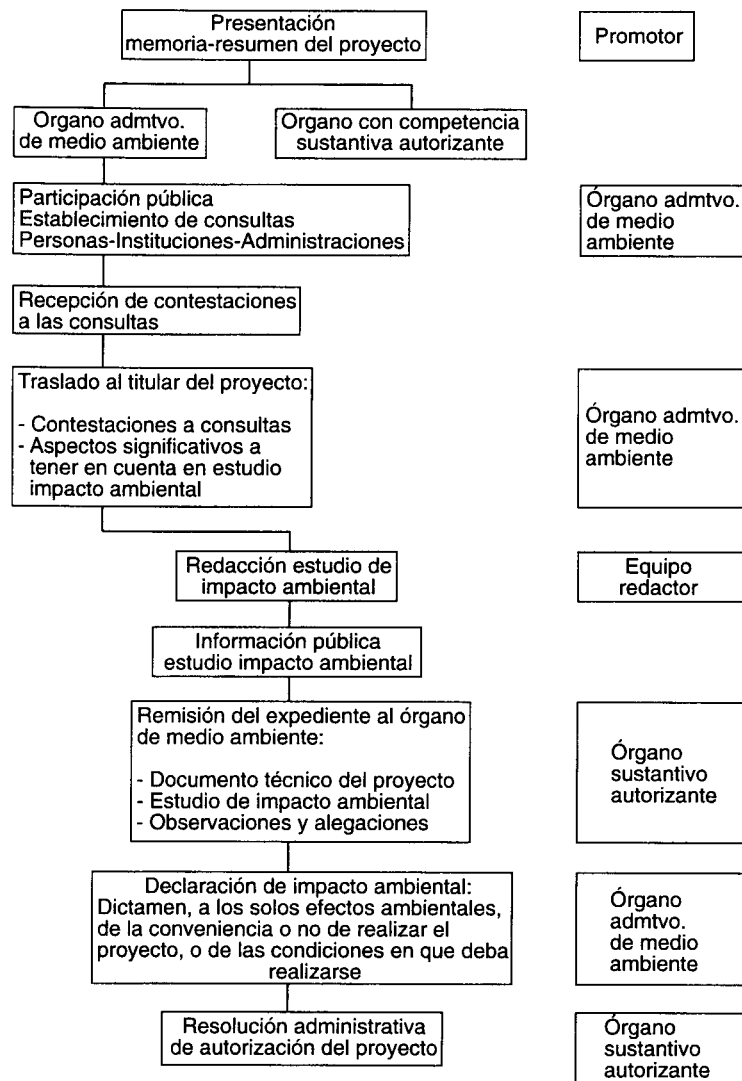 Presentación
memoria-resumen del proyecto
Promotor
Organo admtvo.
de medio ambiente
Organo con competencia
sustantiva autorizante
Participación pública
Establecimiento de consultas
Personas-Instituciones-Administraciones
Órgano admtvo.
de medio
ambiente
Recepción de contestaciones
a las consultas
Traslado al titular del proyecto:
- Contestaciones a consultas
- Aspectos significativos a
tener en cuenta en estudio
impacto ambiental
Órgano admtvo.
de medio
ambiente
Redacción estudio de
impacto ambiental
Equipo
redactor
Información pública
estudio impacto ambiental
Remisión del expediente al órgano
de medio ambiente:
- Documento técnico del proyecto
- Estudio de impacto ambiental
- Observaciones y alegaciones
Órgano
sustantivo
autorizante
Declaración de impacto ambiental:
Dictamen, a los solos efectos ambientales,
de la conveniencia o no de realizar el
proyecto, o de las condiciones en que deba
realizarse
Órgano
admtvo.
de medio
ambiente
Resolución administrativa
de autorización del proyecto
Órgano
sustantivo
autorizante